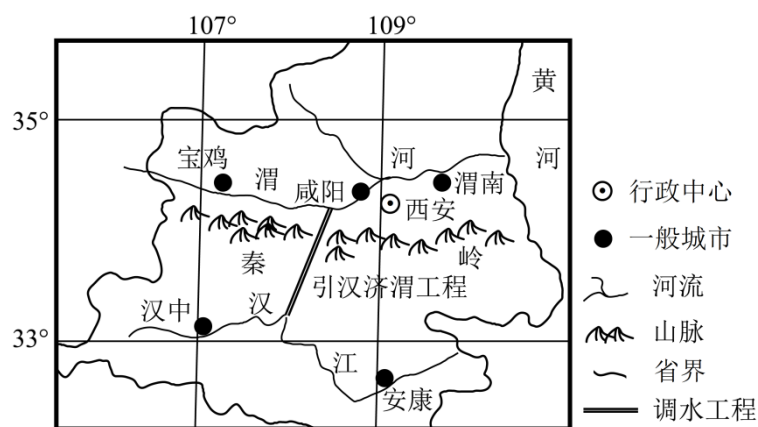 107° 109°
黄
35°
宝鸡 河 河
渭 咸阳 渭南
西安
秦 岭
引汉济渭工程
汉中 汉
33°
江
安康
行政中心
一般城市
河流
山脉
省界
调水工程